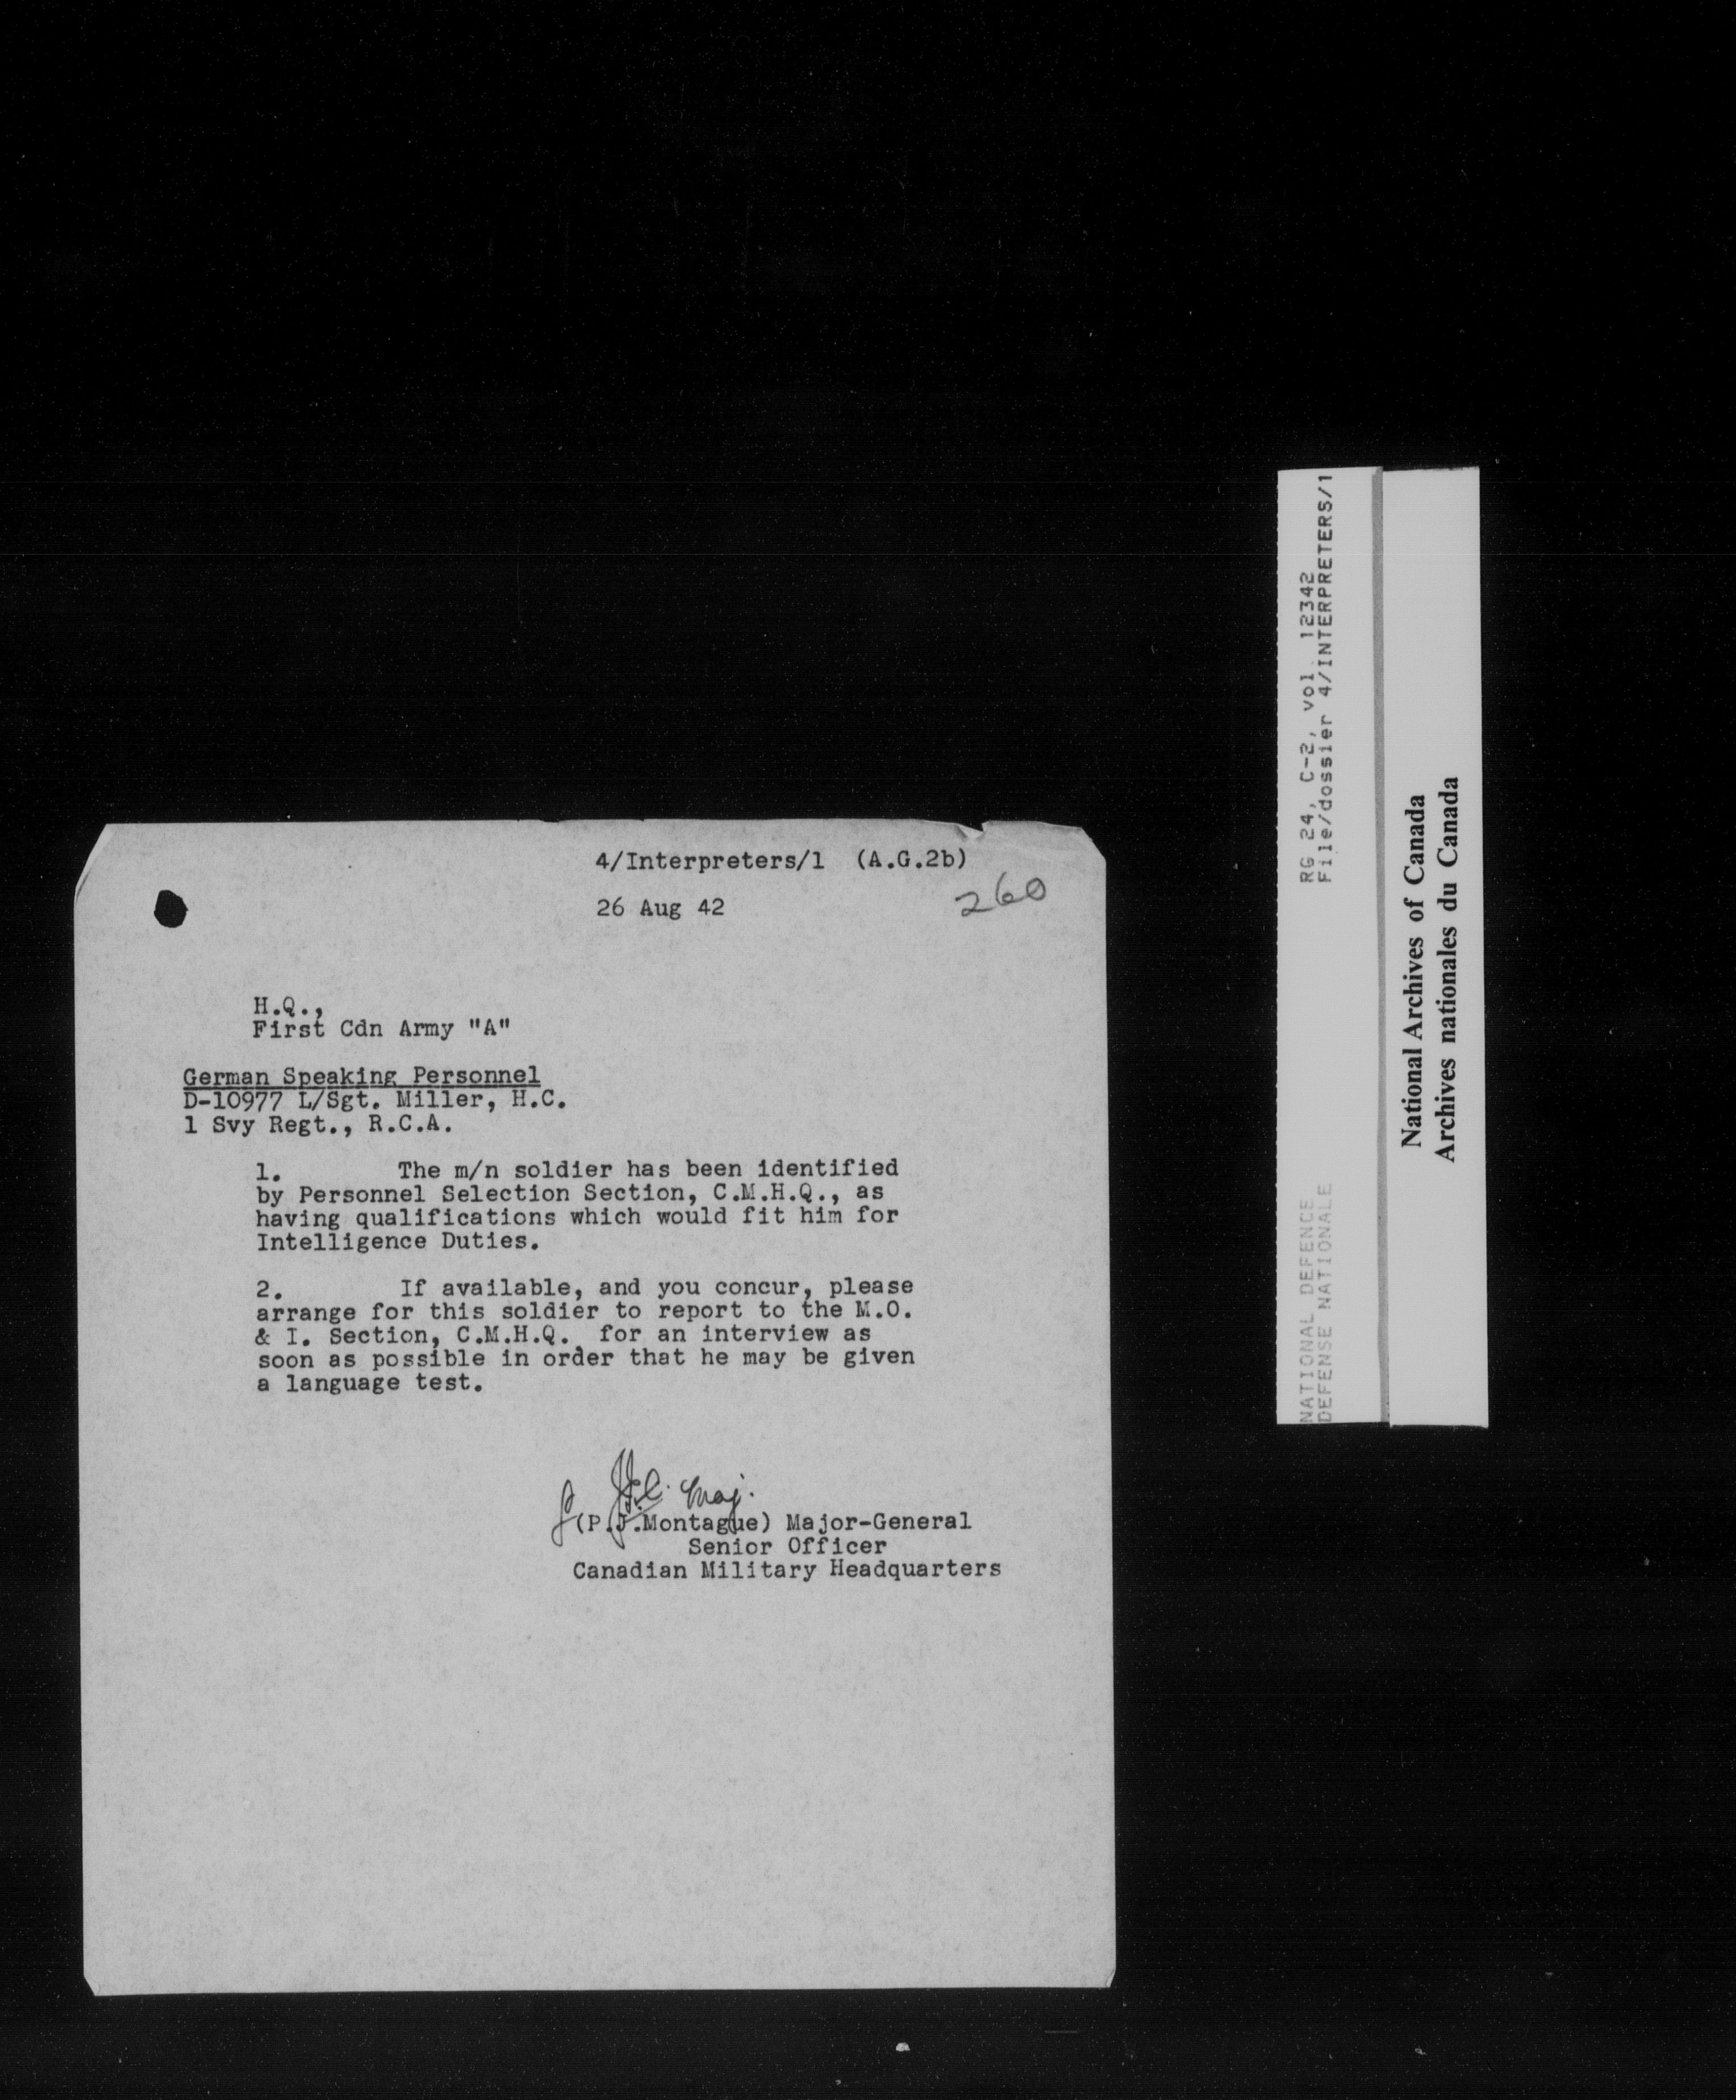 4/Interpreters/1 (A.G.2b)
260
26 Aug 42
H.Q.,
First Cdn Army "A"
German Speaking Personnel
D-10977 L/Sgt. Miller, H.C.
1 Svy Regt., R.C.A.
1. The m/n soldier has been identified
by Personnel Selection Section, C.M.H.Q., as
having qualifications which would fit him for
Intelligence Duties.
2. If available, and you concur, please
arrange for this soldier to report to the M.O.
& I. Section, C.M.H.Q., for an interview as
soon as possible in order that he may be given
a language test.
Maj.
(P.J.Montague) Major-General
Senior Officer
Canadian Military Headquarters
NATIONAL DEFENCE RG 24, C-2, vol. 12342
DEFENSE NATIONALE File/dossier 4/INTERPRETERS/1
National Archives of Canada
Archives nationales du Canada